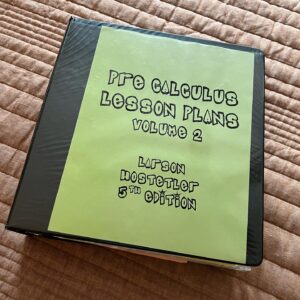 Pre Calculus
Lesson Plans
Volume 2
Larson
Hostetler
5th Edition